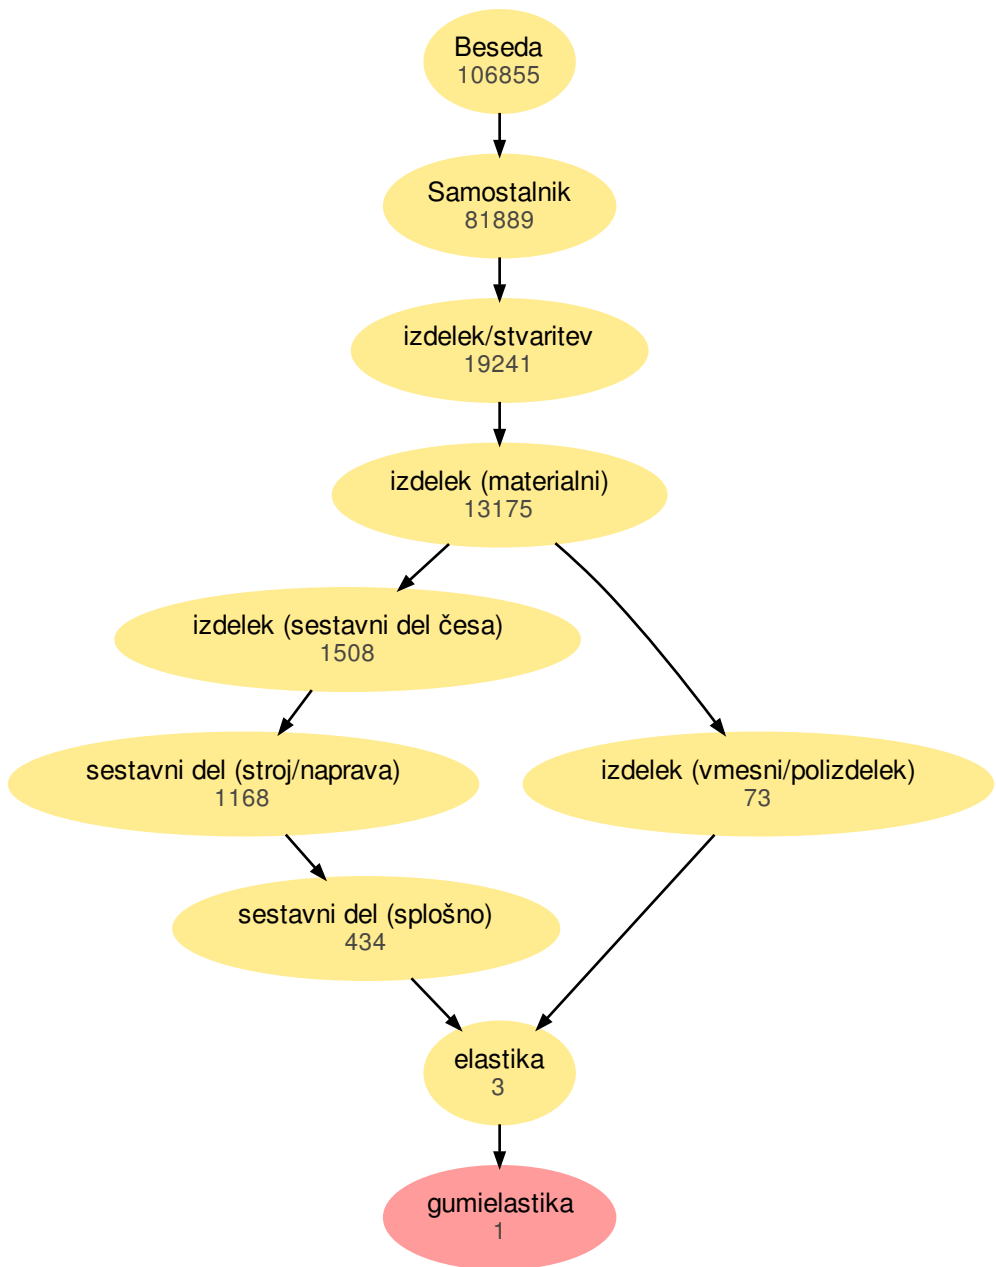 Beseda
106855
Samostalnik
81889
izdelek/stvaritev
19241
izdelek (materialni)
13175
izdelek (sestavni del česa)
1508
sestavni del (stroj/naprava)
1168
izdelek (vmesni/polizdelek)
73
sestavni del (splošno)
434
elastika
3
gumielastika
1